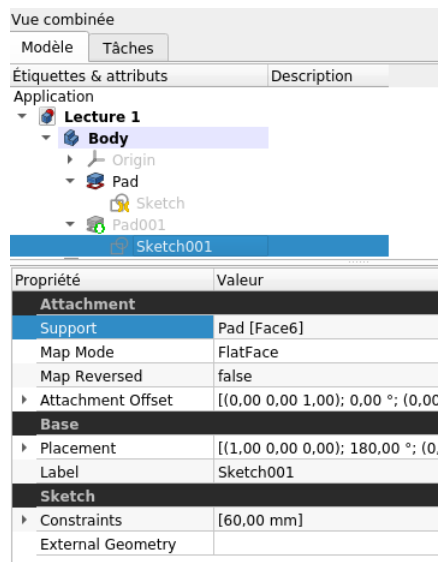 Vue combinée
Modèle Tâches
Étiquettes & attributs Description
Application
Lecture 1
Body
Origin
Pad
Sketch
Pad001
Sketch001
Propriété Valeur
Attachment
Support Pad [Face6]
Map Mode FlatFace
Map Reversed false
Attachment Offset [(0,00 0,00 1,00); 0,00 °; (0,00
Base
Placement [(1,00 0,00 0,00); 180,00 °; (0,
Label Sketch001
Sketch
Constraints [60,00 mm]
External Geometry